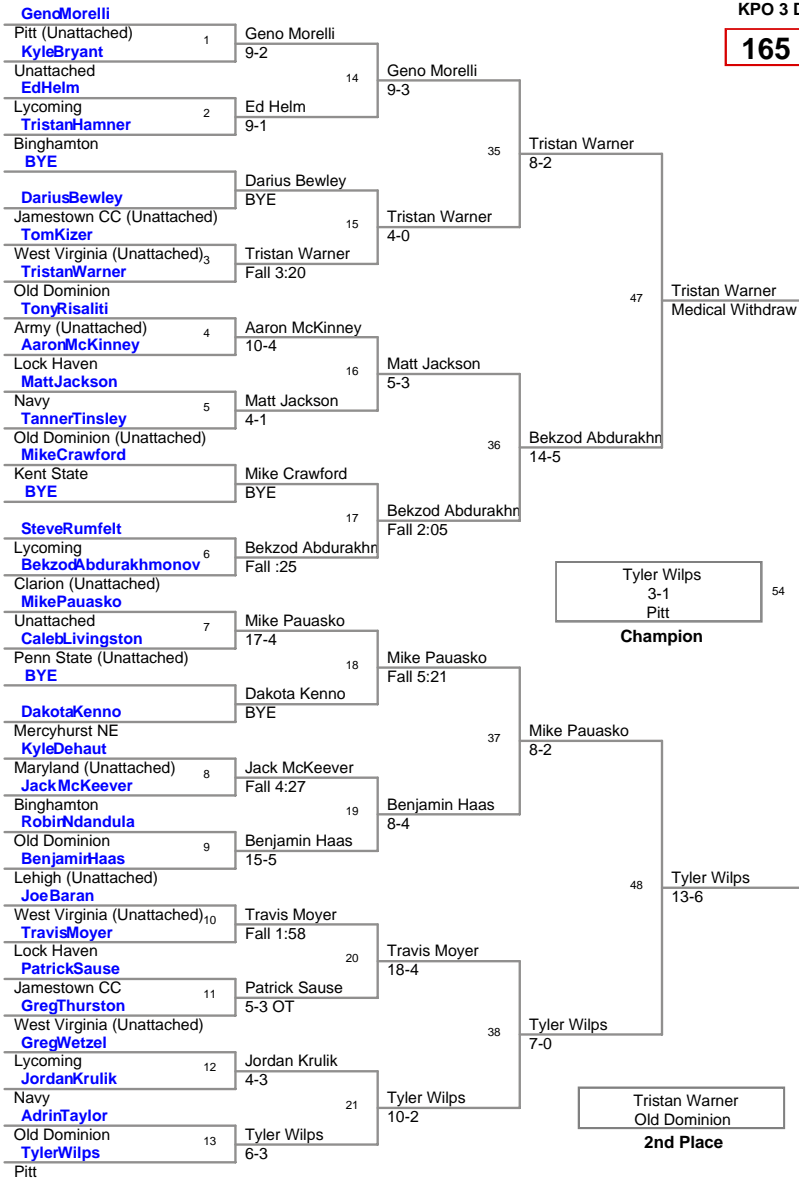 KPO 3 D
165
GenoMorelli
Pitt (Unattached)
KyleBryant
Unattached
EdHelm
Lycoming
TristanHamner
Binghamton
BYE
DariusBewley
Jamestown CC (Unattached)
TomKizer
West Virginia (Unattached)
TristanWarner
Old Dominion
TonyRisaliti
Army (Unattached)
AaronMcKinney
Lock Haven
MattJackson
Navy
TannerTinsley
Old Dominion (Unattached)
MikeCrawford
Kent State
BYE
SteveRumfelt
Lycoming
BekzodAbdurakhmonov
Clarion (Unattached)
MikePauasko
Unattached
CalebLivingston
Penn State (Unattached)
BYE
DakotaKenno
Mercyhurst NE
KyleDehaut
Maryland (Unattached)
JackMcKeever
Binghamton
RobinNdandula
Old Dominion
BenjaminHaas
Lehigh (Unattached)
JoeBaran
West Virginia (Unattached)
TravisMoyer
Lock Haven
PatrickSause
Jamestown CC
GregThurston
West Virginia (Unattached)
GregWetzel
Lycoming
JordanKrulik
Navy
AdrinTaylor
Old Dominion
TylerWilps
Pitt
1
2
3
4
5
6
7
8
9
10
11
12
13
Geno Morelli
9-2
Ed Helm
9-1
Darius Bewley
BYE
Tristan Warner
Fall 3:20
Aaron McKinney
10-4
Matt Jackson
4-1
Mike Crawford
BYE
Bekzod Abdurakhr
Fall :25
Mike Pauasko
17-4
Dakota Kenno
BYE
Jack McKeever
Fall 4:27
Benjamin Haas
15-5
Travis Moyer
Fall 1:58
Patrick Sause
5-3 OT
Jordan Krulik
4-3
Tyler Wilps
6-3
14
15
16
17
18
19
20
21
Geno Morelli
9-3
Tristan Warner
4-0
Matt Jackson
5-3
Bekzod Abdurakhr
Fall 2:05
Mike Pauasko
Fall 5:21
Benjamin Haas
8-4
Travis Moyer
18-4
Tyler Wilps
10-2
35
36
37
38
Tristan Warner
8-2
Bekzod Abdurakhr
14-5
Mike Pauasko
8-2
Tyler Wilps
7-0
47
48
Tristan Warner
Medical Withdraw
Tyler Wilps
13-6
Tyler Wilps
3-1
Pitt
54
Champion
Tristan Warner
Old Dominion
2nd Place